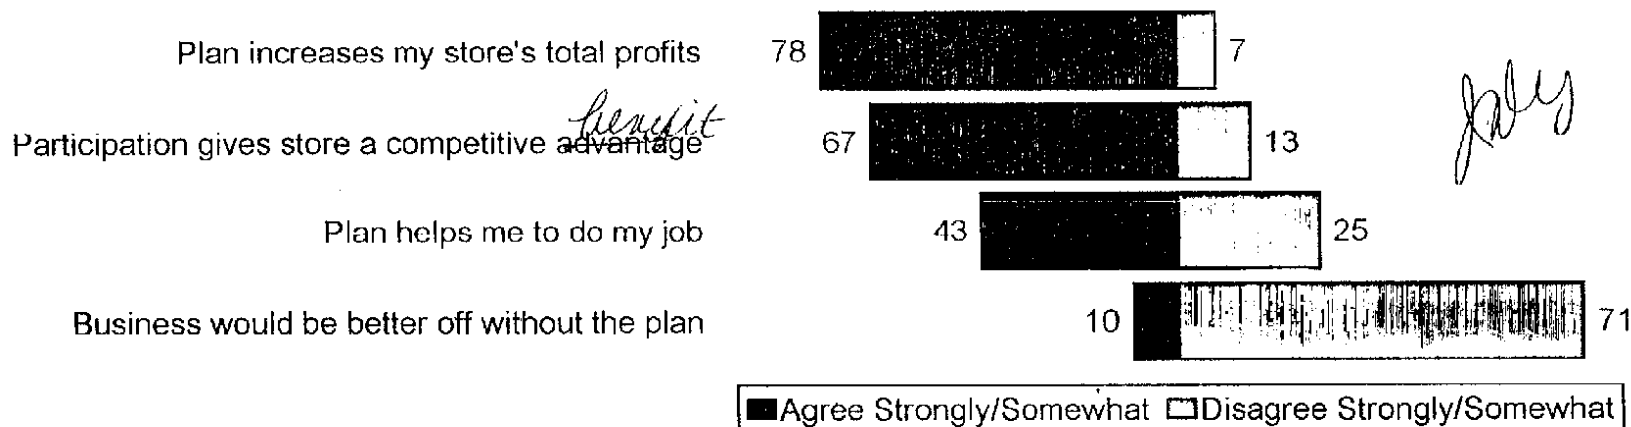 Plan increases my store's total profits 78 7
benefit
Participation gives store a competitive advantage 67 13
Plan helps me to do my job 43 25
Business would be better off without the plan 10 71
Agree Strongly/Somewhat Disagree Strongly/Somewhat